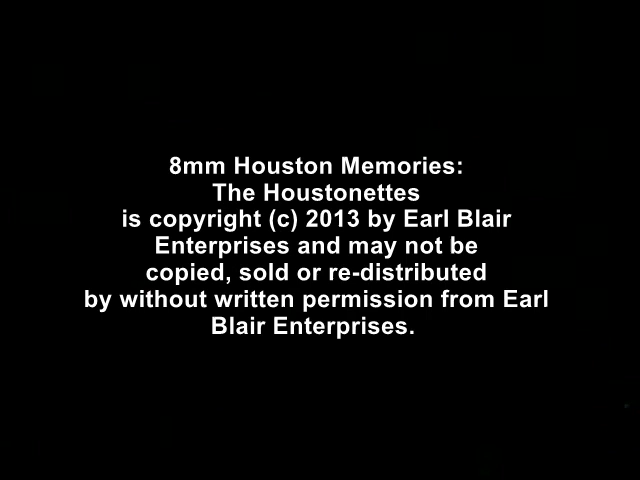 8mm Houston Memories:
The Houstonettes
is copyright (c) 2013 by Earl Blair
Enterprises and may not be
copied, sold or re-distributed
by without written permission from Earl
Blair Enterprises.